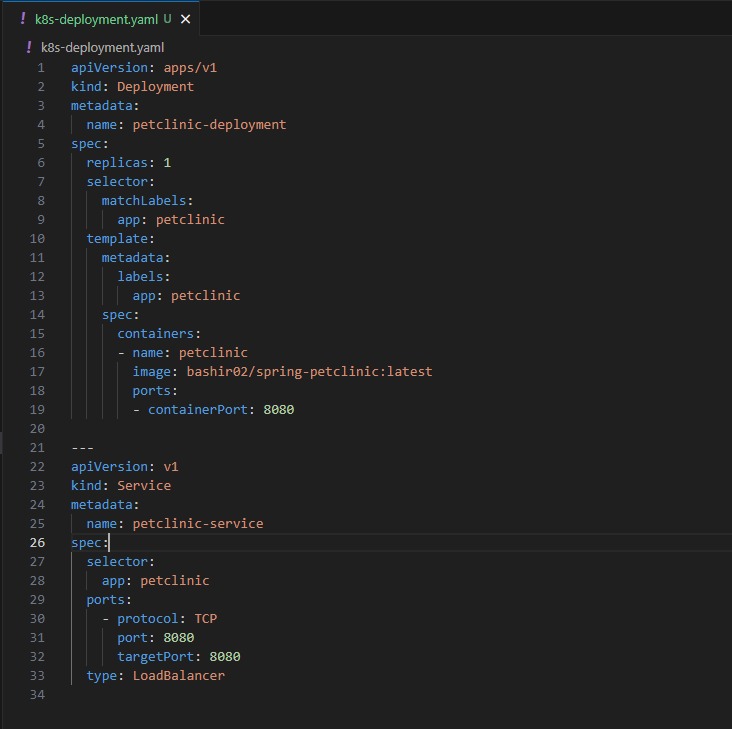 ! k8s-deployment.yaml U ×
! k8s-deployment.yaml
1 apiVersion: apps/v1
2 kind: Deployment
3 metadata:
4   name: petclinic-deployment
5 spec:
6   replicas: 1
7   selector:
8     matchLabels:
9       app: petclinic
10   template:
11     metadata:
12       labels:
13         app: petclinic
14     spec:
15       containers:
16       - name: petclinic
17         image: bashir02/spring-petclinic:latest
18         ports:
19         - containerPort: 8080
20
21 ---
22 apiVersion: v1
23 kind: Service
24 metadata:
25   name: petclinic-service
26 spec:
27   selector:
28     app: petclinic
29   ports:
30     - protocol: TCP
31       port: 8080
32       targetPort: 8080
33   type: LoadBalancer
34